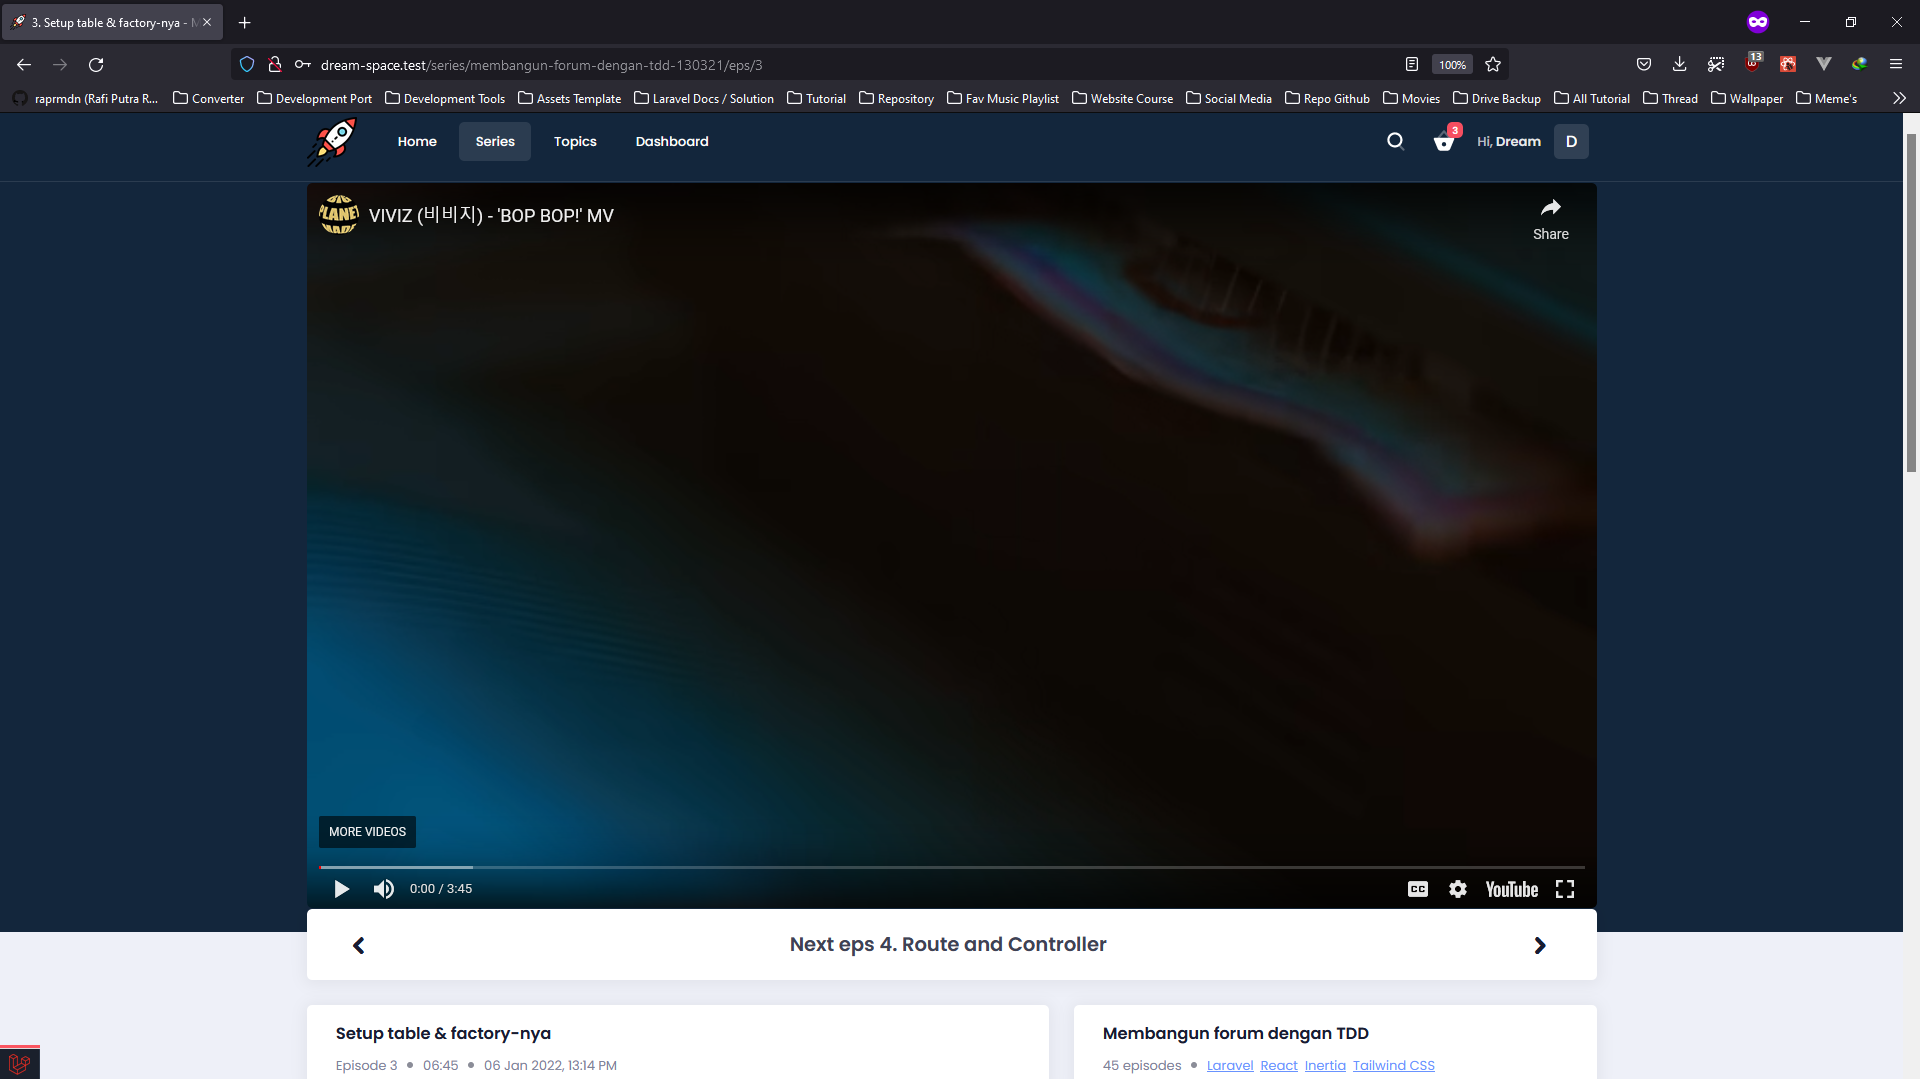 3. Setup table & factory-nya - M
dream-space.test/series/membangun-forum-dengan-tdd-130321/eps/3
100%
13
raprmdn (Rafi Putra R...
Converter
Development Port
Development Tools
Assets Template
Laravel Docs / Solution
Tutorial
Repository
Fav Music Playlist
Website Course
Social Media
Repo Github
Movies
Drive Backup
All Tutorial
Thread
Wallpaper
Meme's
Home
Series
Topics
Dashboard
3
Hi, Dream
D
PLANET
MADE
VIVIZ (비비지) - 'BOP BOP!' MV
Share
MORE VIDEOS
0:00 / 3:45
CC
YouTube
Next eps 4. Route and Controller
Setup table & factory-nya
Episode 3 • 06:45 • 06 Jan 2022, 13:14 PM
Membangun forum dengan TDD
45 episodes • Laravel React Inertia Tailwind CSS